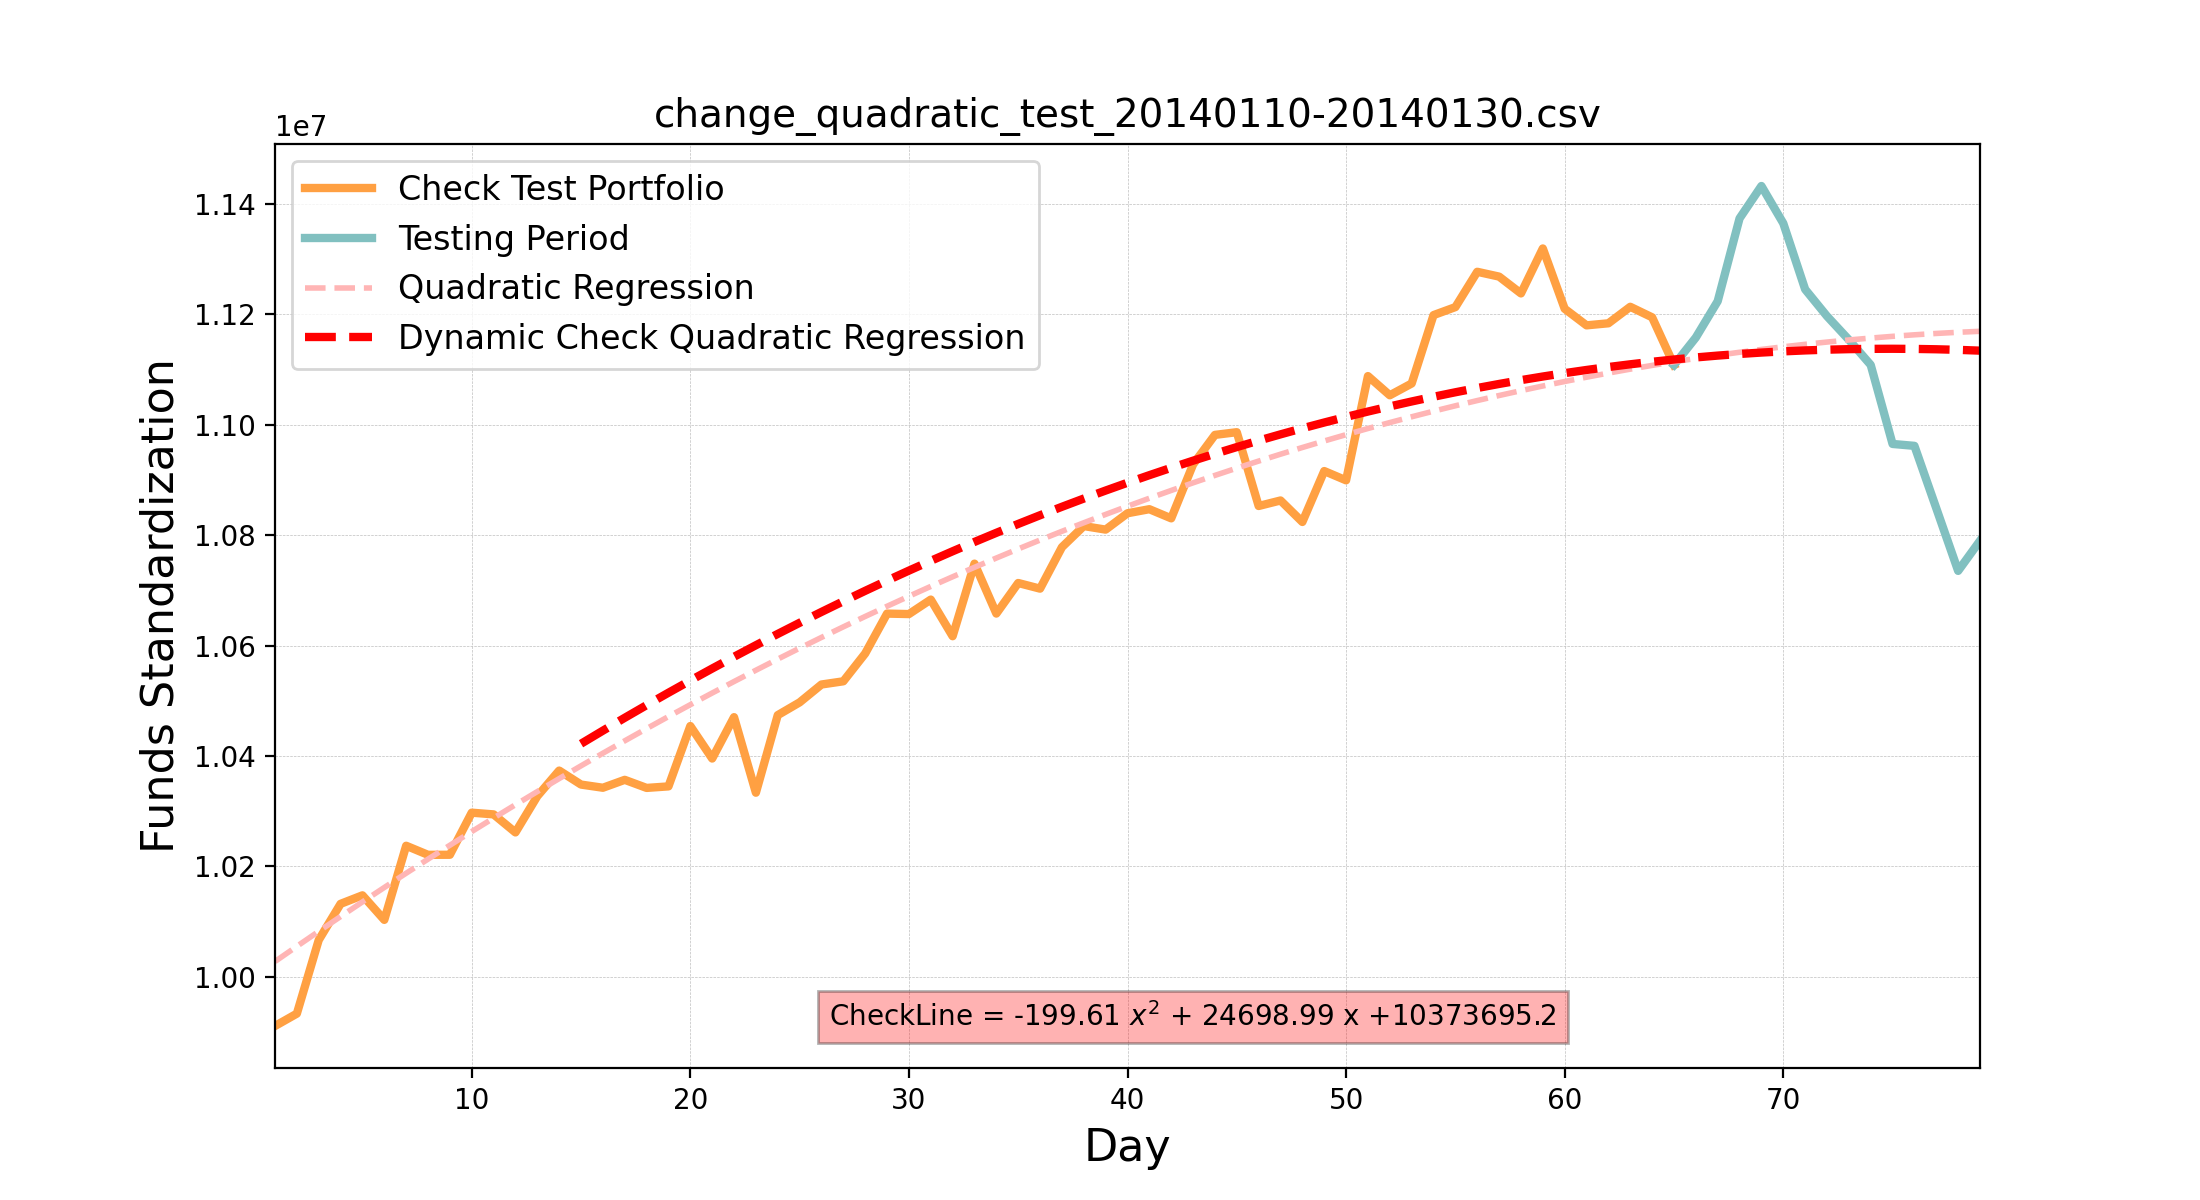 change_quadratic_test_20140110-20140130.csv
1e7
Check Test Portfolio
Testing Period
Quadratic Regression
Dynamic Check Quadratic Regression
1.14
1.12
1.10
1.08
1.06
1.04
1.02
1.00
Funds Standardization
CheckLine = -199.61 x² + 24698.99 x +10373695.2
10 20 30 40 50 60 70
Day